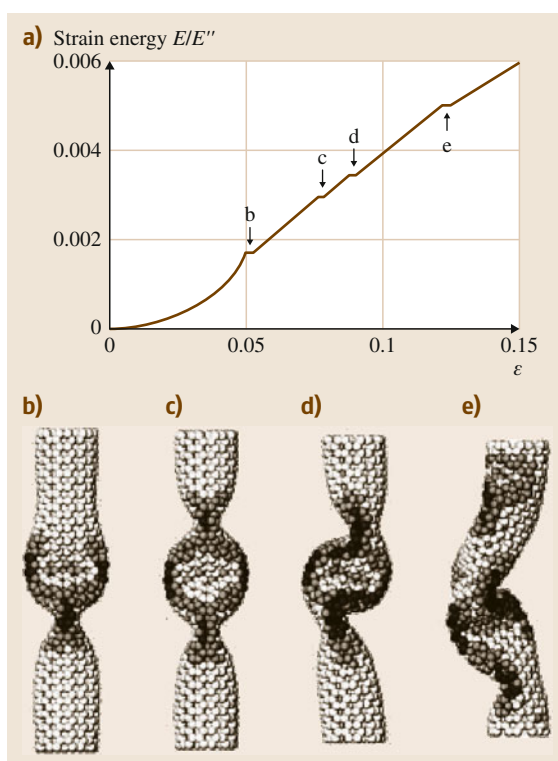 a) Strain energy E/E″
0.006
0.004
0.002
0
b
c
d
e
0
0.05
0.1
0.15
ε
b)
c)
d)
e)